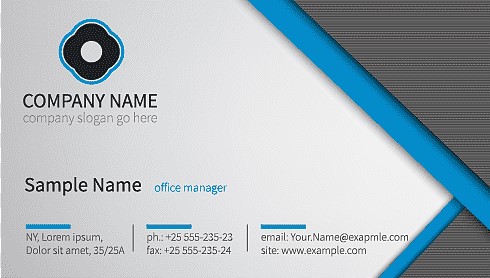 COMPANY NAME
company slogan go here
Sample Name office manager
NY, Lorem ipsum,
Dolor sit amet, 35/25A
ph.: +25 555-235-23
fax: +25 555-235-24
email: Your.Name@exapmle.com
site: www.exapmle.com